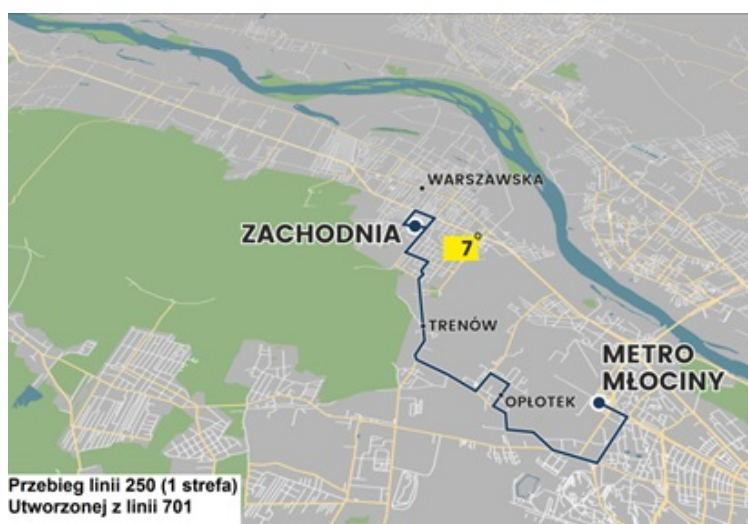 WARSZAWSKA
ZACHODNIA
7°
TRENÓW
METRO
MŁOCINY
OPŁOTEK
Przebieg linii 250 (1 strefa)
Utworzonej z linii 701